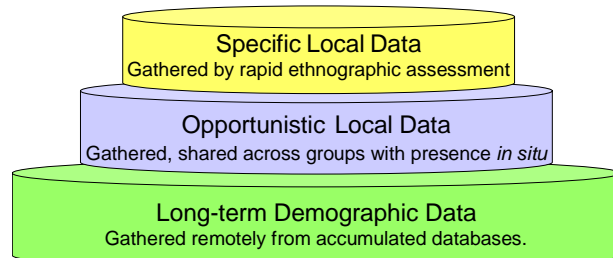 Specific Local Data
Gathered by rapid ethnographic assessment
Opportunistic Local Data
Gathered, shared across groups with presence in situ
Long-term Demographic Data
Gathered remotely from accumulated databases.